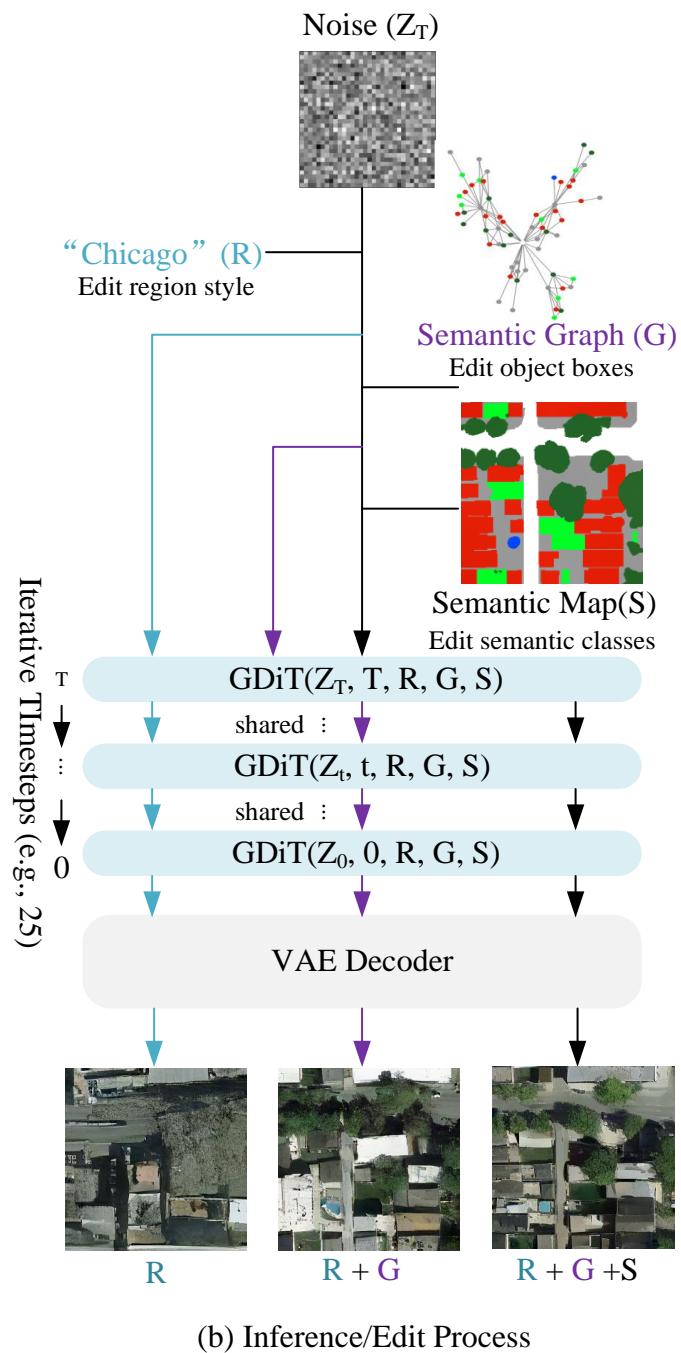 Noise (Z_T)
“Chicago” (R)
Edit region style
Semantic Graph (G)
Edit object boxes
Semantic Map(S)
Edit semantic classes
Iterative TImesteps (e.g., 25)
T
GDiT(Z_T, T, R, G, S)
shared ⋮
...
GDiT(Z_t, t, R, G, S)
shared ⋮
0
GDiT(Z_0, 0, R, G, S)
VAE Decoder
R
R + G
R + G +S
(b) Inference/Edit Process